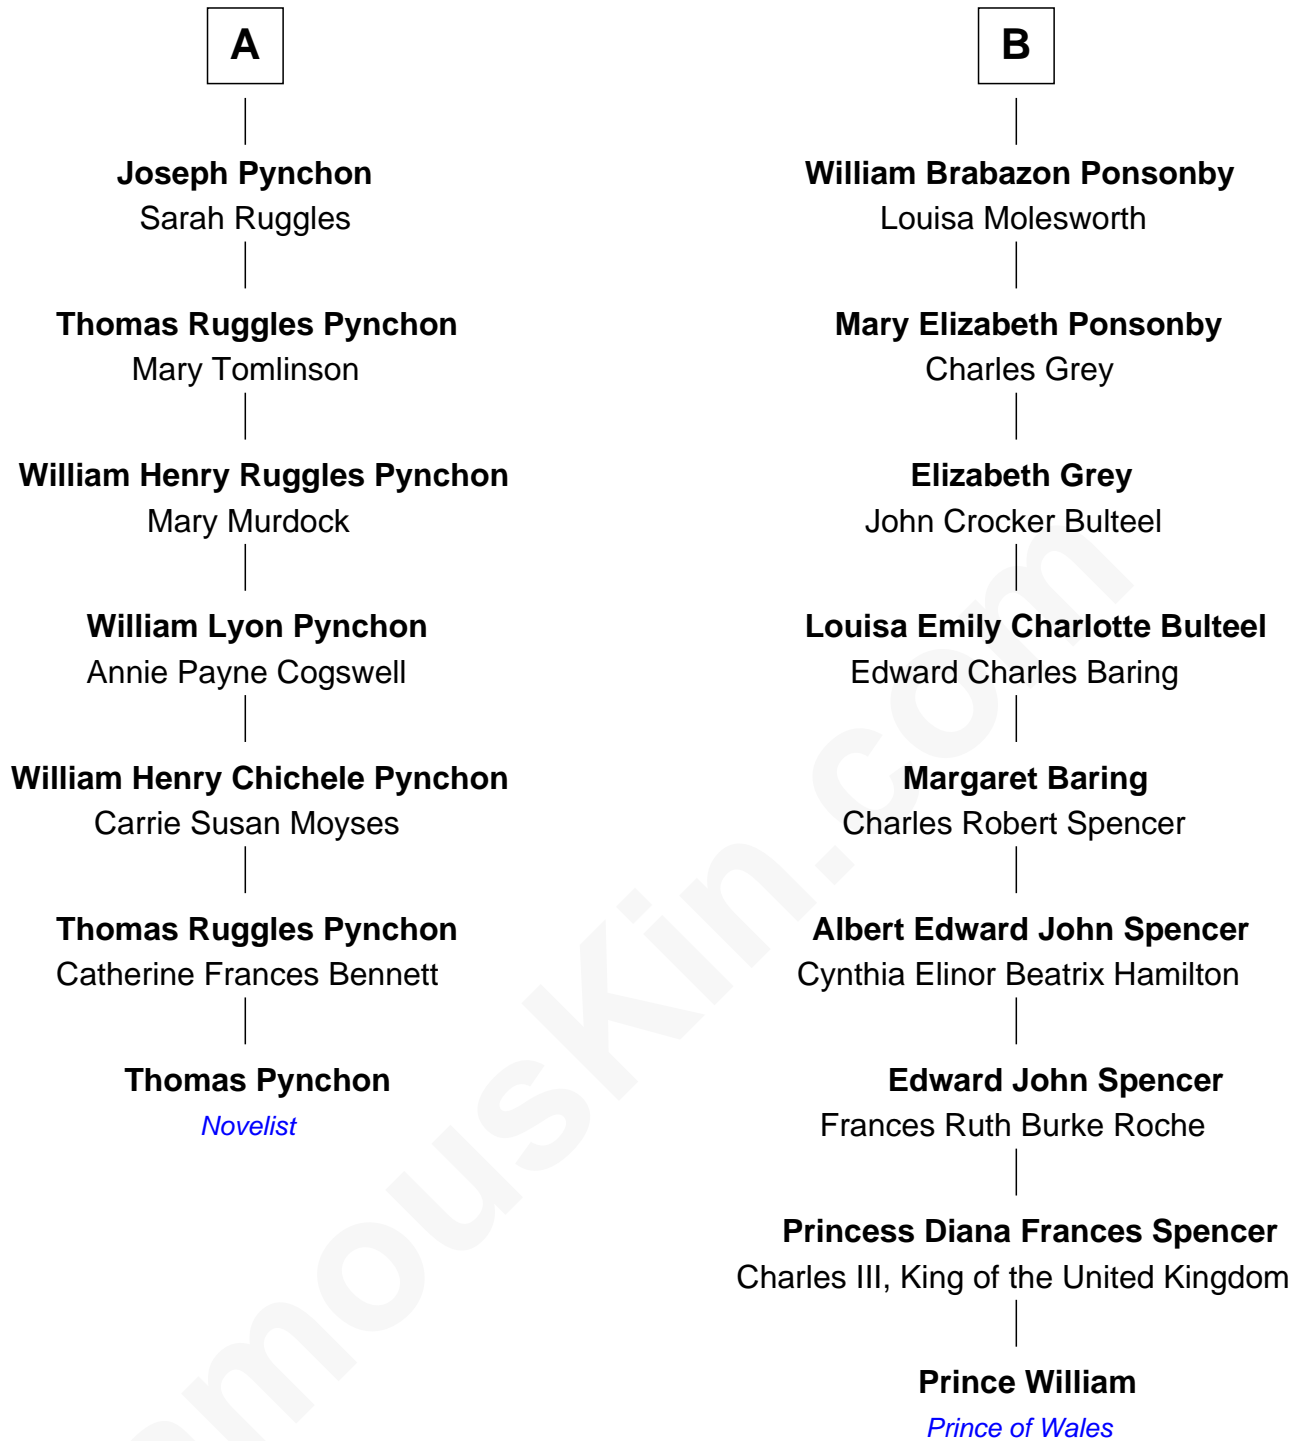 A
Joseph Pynchon
Sarah Ruggles
Thomas Ruggles Pynchon
Mary Tomlinson
William Henry Ruggles Pynchon
Mary Murdock
William Lyon Pynchon
Annie Payne Cogswell
William Henry Chichele Pynchon
Carrie Susan Moyses
Thomas Ruggles Pynchon
Catherine Frances Bennett
Thomas Pynchon
Novelist
B
William Brabazon Ponsonby
Louisa Molesworth
Mary Elizabeth Ponsonby
Charles Grey
Elizabeth Grey
John Crocker Bulteel
Louisa Emily Charlotte Bulteel
Edward Charles Baring
Margaret Baring
Charles Robert Spencer
Albert Edward John Spencer
Cynthia Elinor Beatrix Hamilton
Edward John Spencer
Frances Ruth Burke Roche
Princess Diana Frances Spencer
Charles III, King of the United Kingdom
Prince William
Prince of Wales
amousKin.com